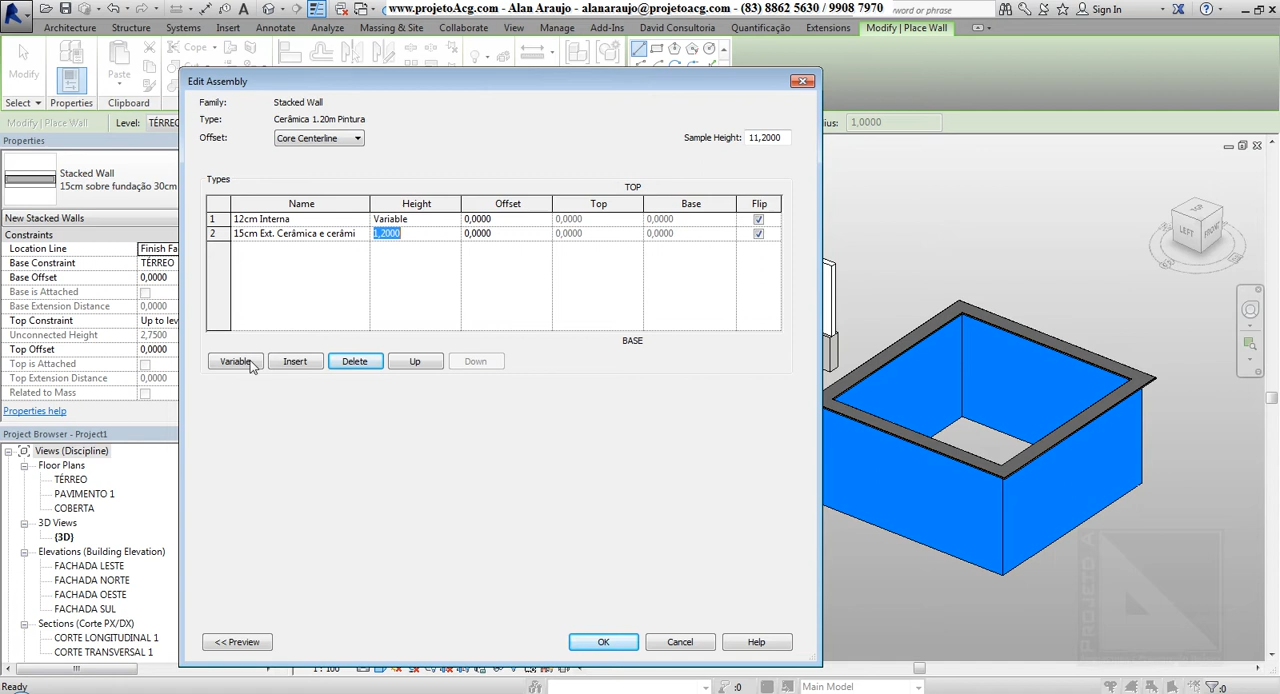 www.projetoAcg.com - Alan Araujo - alanaraujo@projetoacg.com - (83) 8862 5630 / 9908 7970
or phrase
Sign In
Architecture Structure Systems Insert Annotate Analyze Massing & Site Collaborate View Manage Add-Ins David Consultoria Quantificação Extensions Modify | Place Wall
Modify
Paste
Cope
Select Properties Clipboard
Modify | Place Wall Level: TÉRREO
1,0000
Properties
Stacked Wall
15cm sobre fundação 30cm
New Stacked Walls
Constraints
Location Line Finish Fa
Base Constraint TÉRREO
Base Offset 0,0000
Base is Attached
Base Extension Distance 0,0000
Top Constraint Up to lev
Unconnected Height 2,7500
Top Offset 0,0000
Top is Attached
Top Extension Distance 0,0000
Related to Mass
Properties help
Project Browser - Project1
Views (Discipline)
Floor Plans
TÉRREO
PAVIMENTO 1
COBERTA
3D Views
{3D}
Elevations (Building Elevation)
FACHADA LESTE
FACHADA NORTE
FACHADA OESTE
FACHADA SUL
Sections (Corte PX/DX)
CORTE LONGITUDINAL 1
CORTE TRANSVERSAL 1
Edit Assembly
Family: Stacked Wall
Type: Cerâmica 1.20m Pintura
Offset: Core Centerline
Sample Height: 11,2000
Types
TOP
Name Height Offset Top Base Flip
1 12cm Interna Variable 0,0000 0,0000 0,0000
2 15cm Ext. Cerâmica e cerâmi 1,2000 0,0000 0,0000 0,0000
BASE
Variable Insert Delete Up Down
<< Preview OK Cancel Help
TOP
LEFT FRONT
PROJETO A
1 : 100
Ready
:0
Main Model
:0